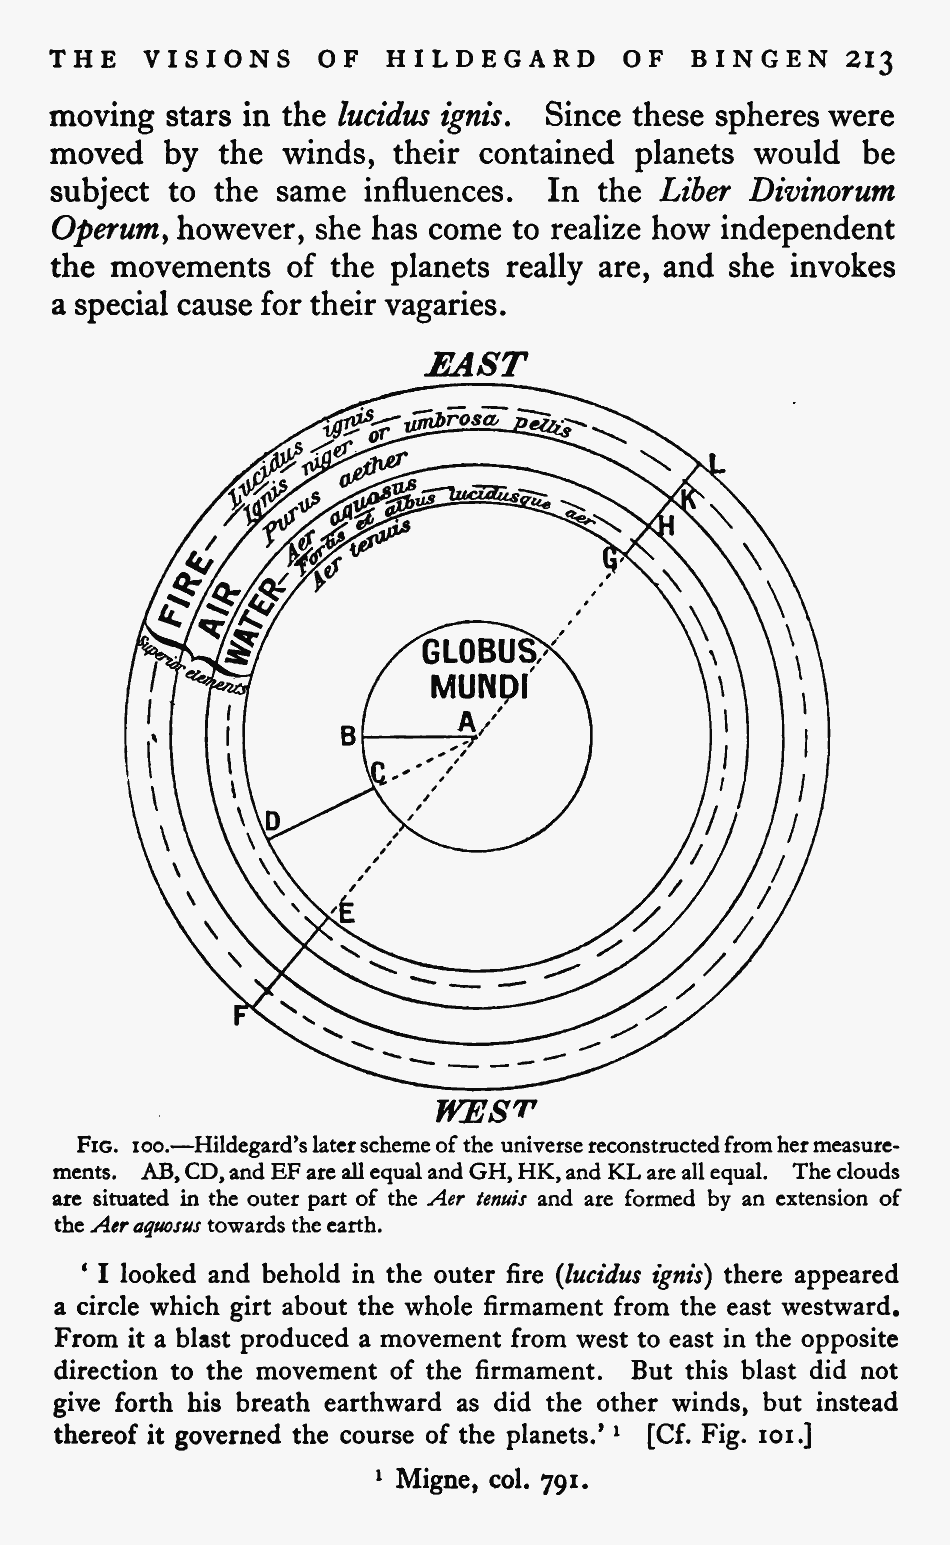 THE VISIONS OF HILDEGARD OF BINGEN 213
moving stars in the lucidus ignis. Since these spheres were
moved by the winds, their contained planets would be
subject to the same influences. In the Liber Divinorum
Operum, however, she has come to realize how independent
the movements of the planets really are, and she invokes
a special cause for their vagaries.
EAST
Lucidus ignis
Ignis niger or umbrosa pellis
Purus aether
Aer aquosus
Fortis et albus lucidusque aer
Aer tenuis
FIRE
AIR
WATER
Superior elements
L
K
H
G
GLOBUS
MUNDI
A
B
C
D
E
F
WEST
FIG. 100.—Hildegard's later scheme of the universe reconstructed from her measure-
ments. AB, CD, and EF are all equal and GH, HK, and KL are all equal. The clouds
are situated in the outer part of the Aer tenuis and are formed by an extension of
the Aer aquosus towards the earth.
‘ I looked and behold in the outer fire (lucidus ignis) there appeared
a circle which girt about the whole firmament from the east westward.
From it a blast produced a movement from west to east in the opposite
direction to the movement of the firmament. But this blast did not
give forth his breath earthward as did the other winds, but instead
thereof it governed the course of the planets.’ ¹ [Cf. Fig. 101.]
¹ Migne, col. 791.